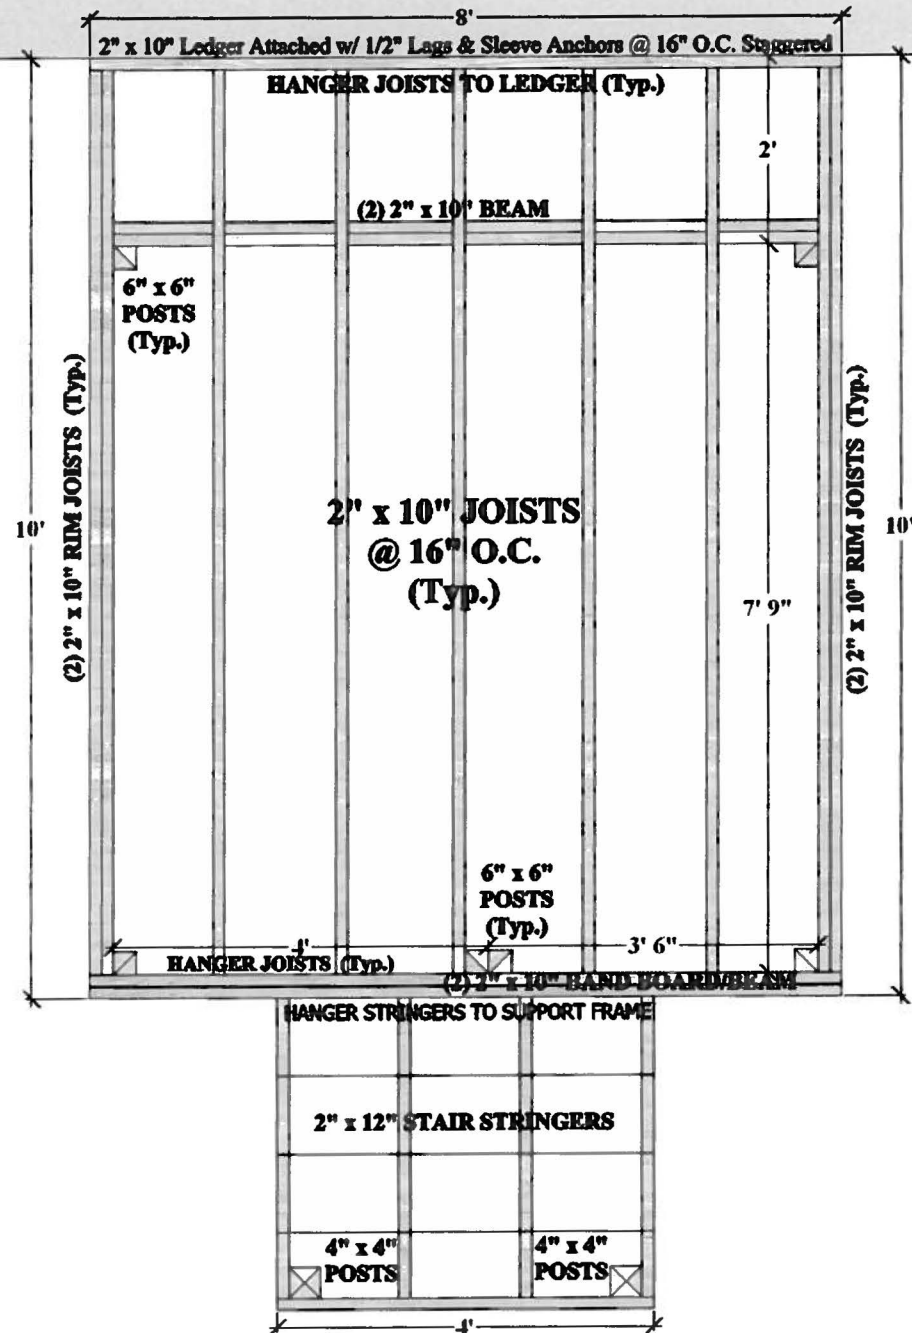 8'
2" x 10" Ledger Attached w/ 1/2" Lags & Sleeve Anchors @ 16" O.C. Staggered
HANGER JOISTS TO LEDGER (Typ.)
2'
(2) 2" x 10" BEAM
6" x 6"
POSTS
(Typ.)
(2) 2" x 10" RIM JOISTS (Typ.)
(2) 2" x 10" RIM JOISTS (Typ.)
10'
2" x 10" JOISTS
@ 16" O.C.
(Typ.)
10'
7' 9"
6" x 6"
POSTS
(Typ.)
4'
3' 6"
HANGER JOISTS (Typ.)
(2) 2" x 10" BAND BOARD/BEAM
HANGER STRINGERS TO SUPPORT FRAME
2" x 12" STAIR STRINGERS
4" x 4"
POSTS
4" x 4"
POSTS
4'